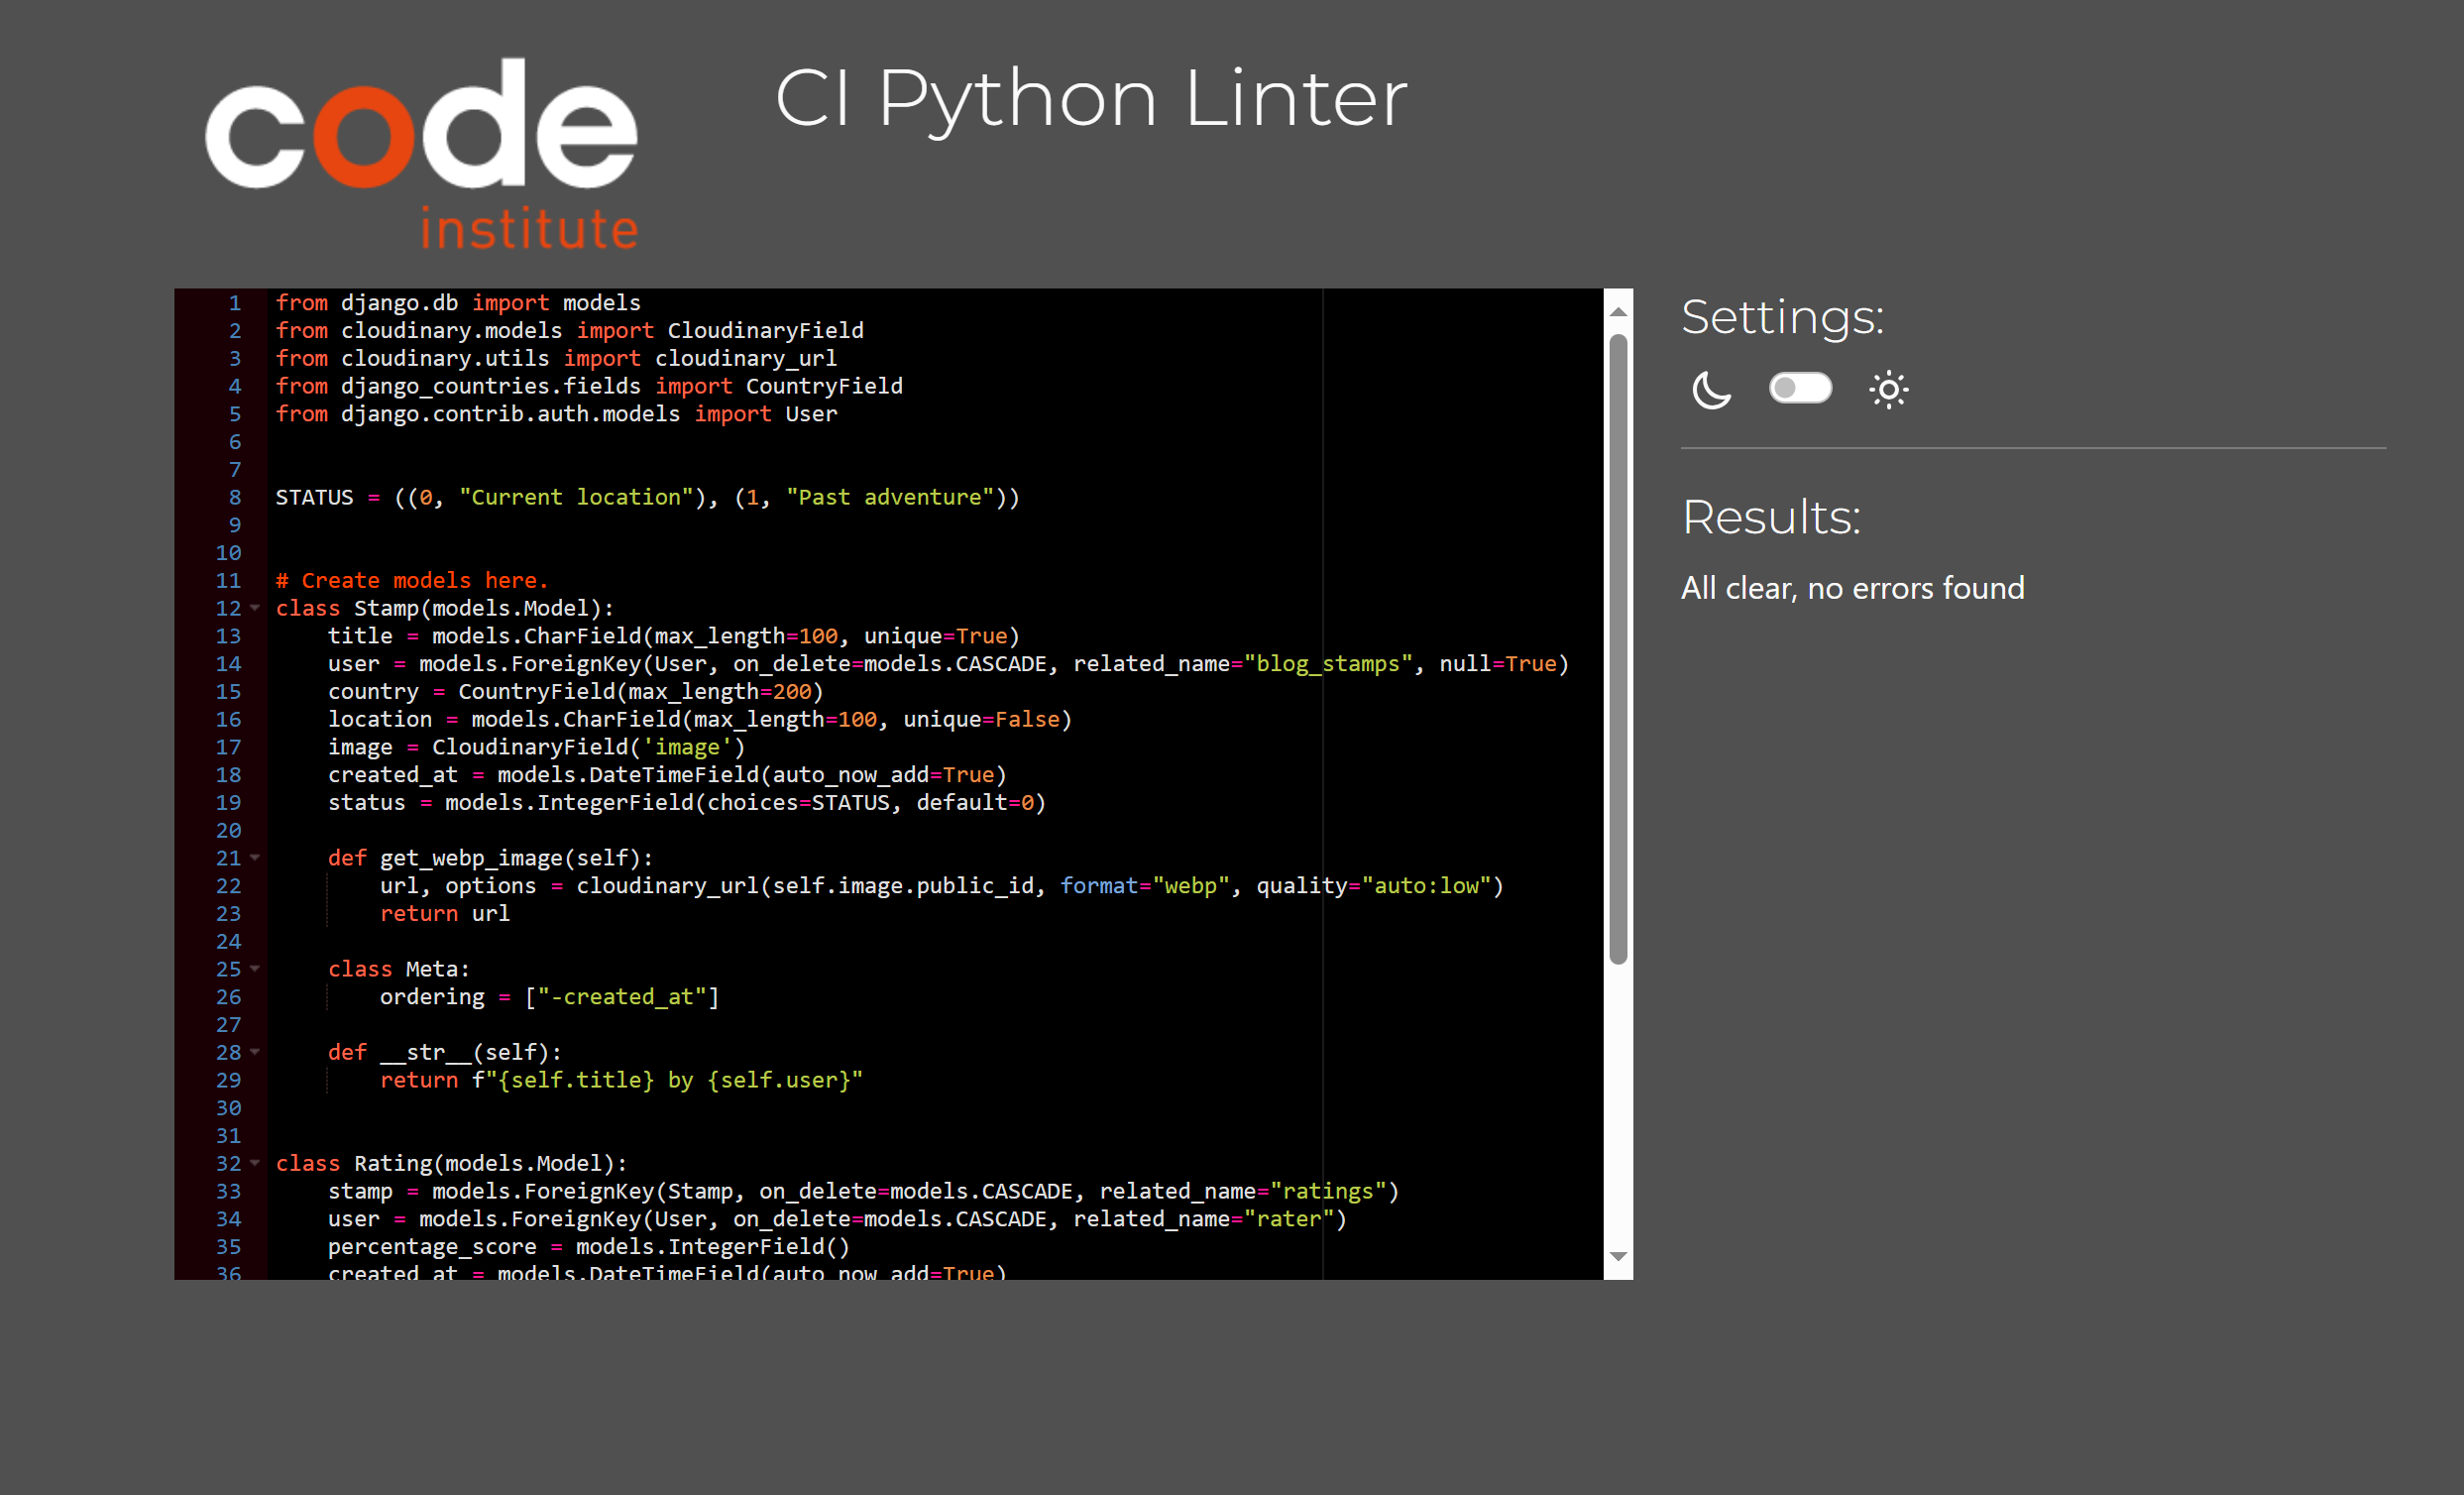 code
institute
CI Python Linter
1 from django.db import models
2 from cloudinary.models import CloudinaryField
3 from cloudinary.utils import cloudinary_url
4 from django_countries.fields import CountryField
5 from django.contrib.auth.models import User
6
7
8 STATUS = ((0, "Current location"), (1, "Past adventure"))
9
10
11 # Create models here.
12 class Stamp(models.Model):
13     title = models.CharField(max_length=100, unique=True)
14     user = models.ForeignKey(User, on_delete=models.CASCADE, related_name="blog_stamps", null=True)
15     country = CountryField(max_length=200)
16     location = models.CharField(max_length=100, unique=False)
17     image = CloudinaryField('image')
18     created_at = models.DateTimeField(auto_now_add=True)
19     status = models.IntegerField(choices=STATUS, default=0)
20
21     def get_webp_image(self):
22         url, options = cloudinary_url(self.image.public_id, format="webp", quality="auto:low")
23         return url
24
25     class Meta:
26         ordering = ["-created_at"]
27
28     def __str__(self):
29         return f"{self.title} by {self.user}"
30
31
32 class Rating(models.Model):
33     stamp = models.ForeignKey(Stamp, on_delete=models.CASCADE, related_name="ratings")
34     user = models.ForeignKey(User, on_delete=models.CASCADE, related_name="rater")
35     percentage_score = models.IntegerField()
36     created_at = models.DateTimeField(auto_now_add=True)
Settings:
Results:
All clear, no errors found